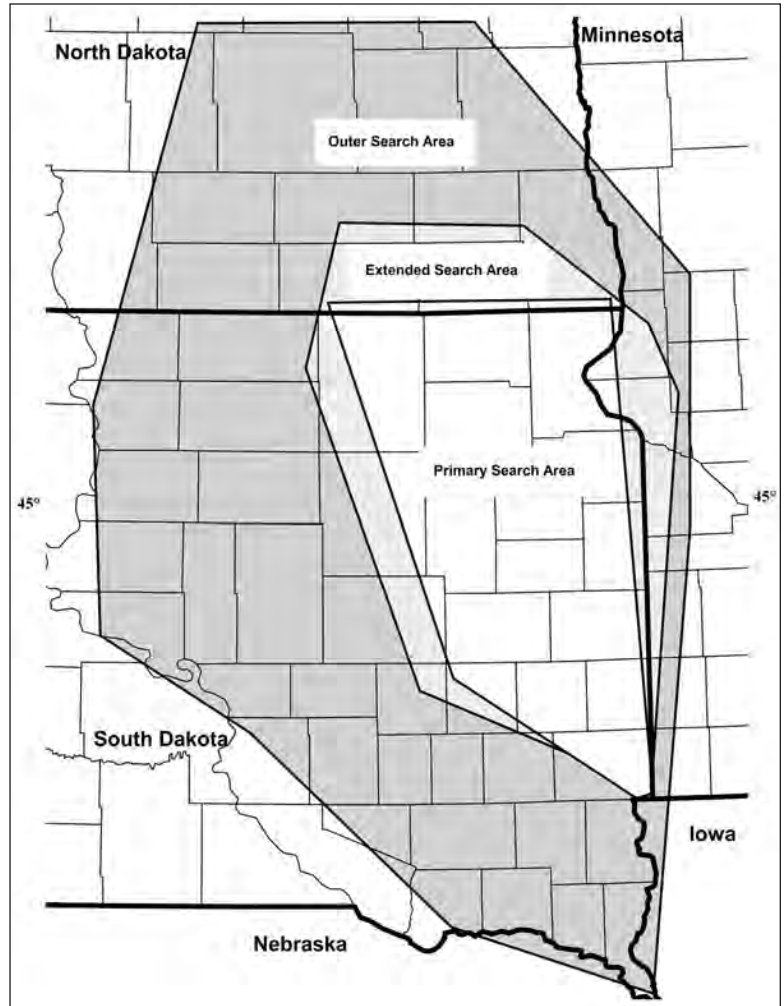 North Dakota
Minnesota
Outer Search Area
Extended Search Area
Primary Search Area
45°
45°
South Dakota
Iowa
Nebraska